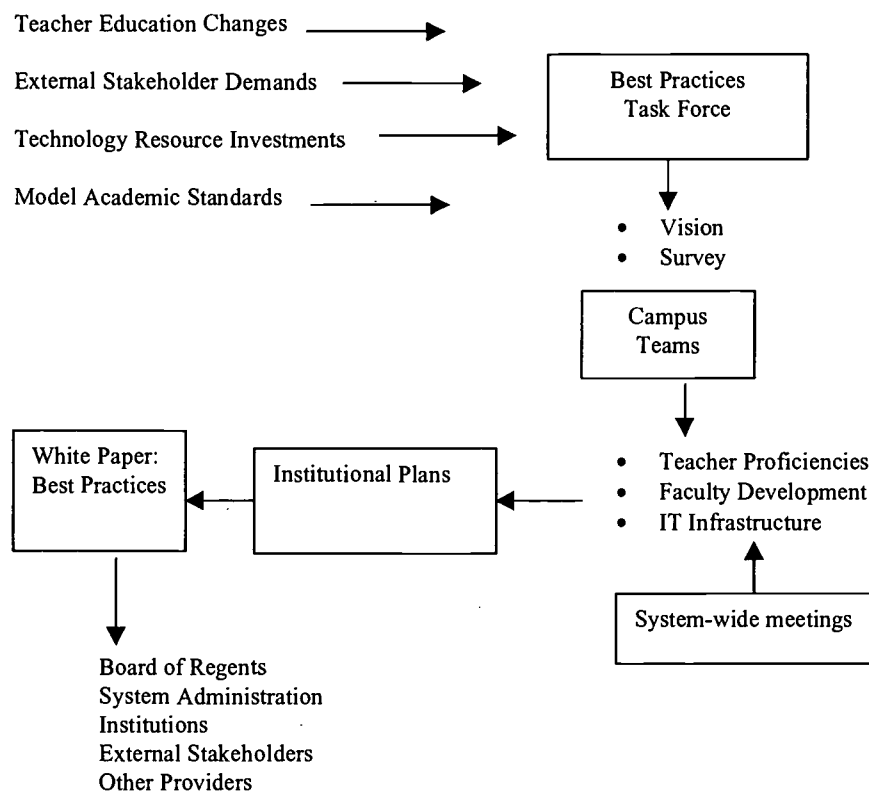 Teacher Education Changes
External Stakeholder Demands
Technology Resource Investments
Model Academic Standards
Best Practices
Task Force
• Vision
• Survey
Campus
Teams
• Teacher Proficiencies
• Faculty Development
• IT Infrastructure
System-wide meetings
Institutional Plans
White Paper:
Best Practices
Board of Regents
System Administration
Institutions
External Stakeholders
Other Providers